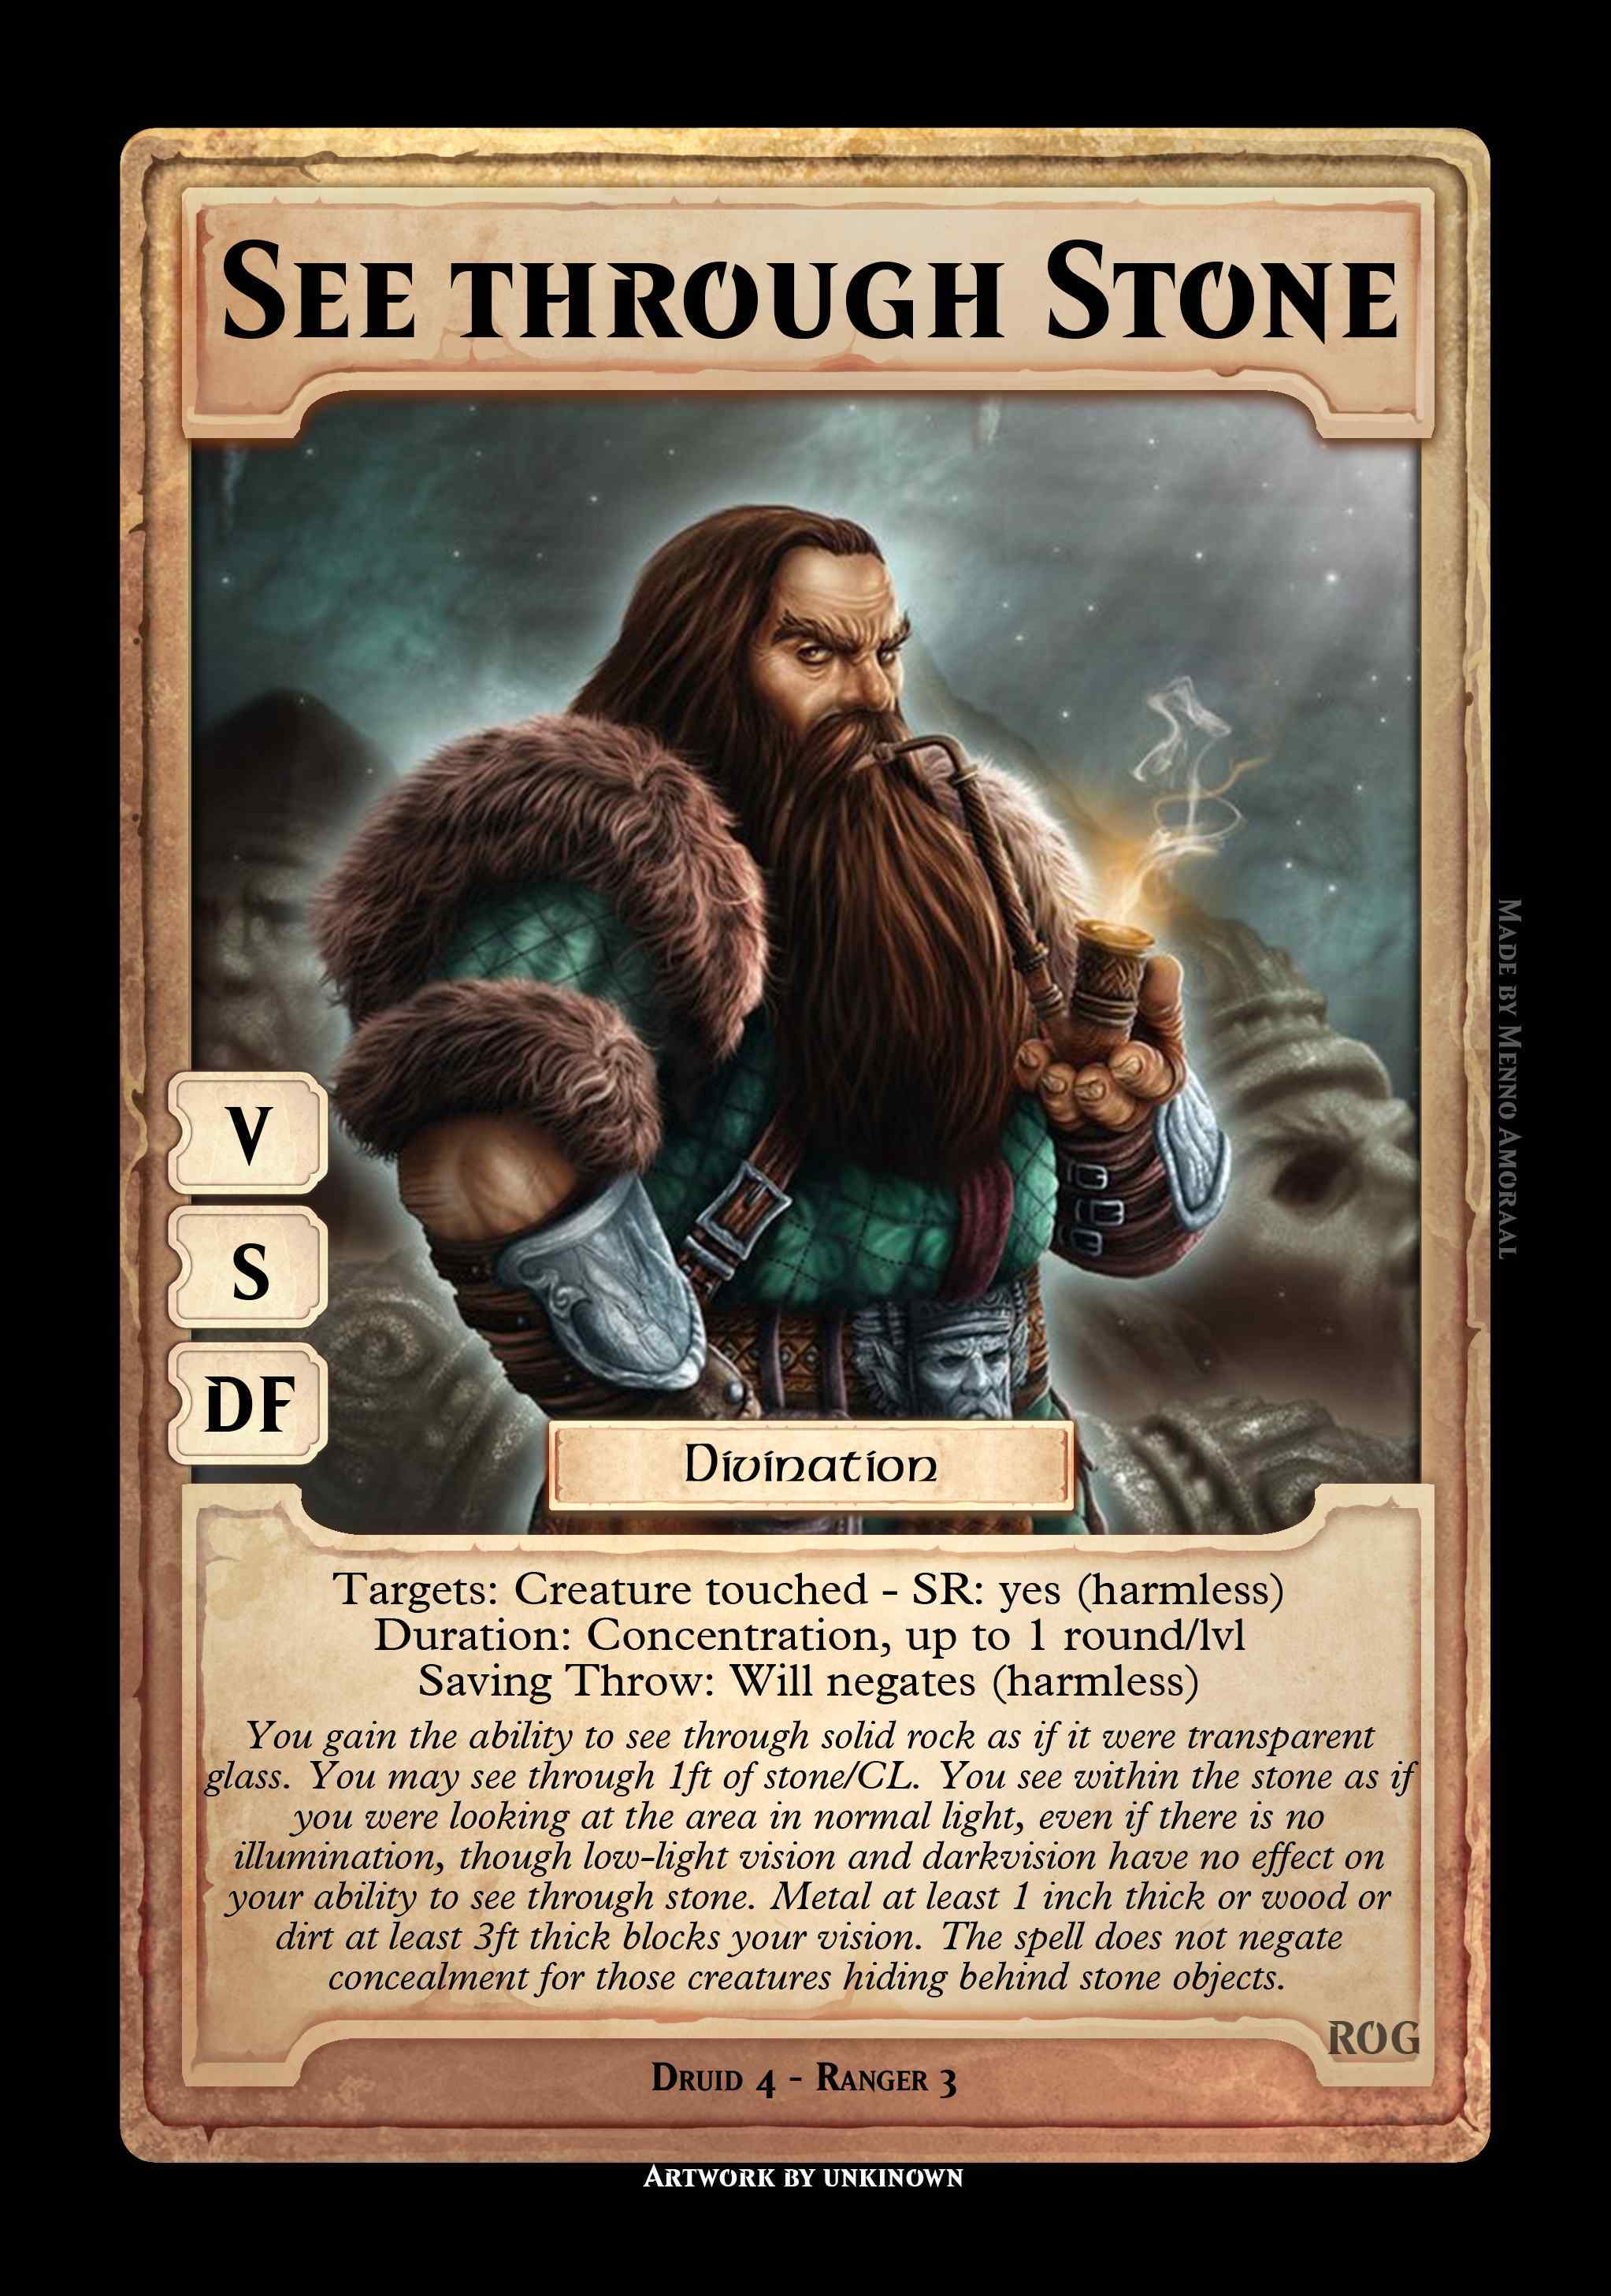 See through Stone
V
S
DF
Divination
Targets: Creature touched - SR: yes (harmless)
Duration: Concentration, up to 1 round/lvl
Saving Throw: Will negates (harmless)
You gain the ability to see through solid rock as if it were transparent
glass. You may see through 1ft of stone/CL. You see within the stone as if
you were looking at the area in normal light, even if there is no
illumination, though low-light vision and darkvision have no effect on
your ability to see through stone. Metal at least 1 inch thick or wood or
dirt at least 3ft thick blocks your vision. The spell does not negate
concealment for those creatures hiding behind stone objects.
ROG
Druid 4 - Ranger 3
Artwork by unkinown
Made by Menno Amoraal